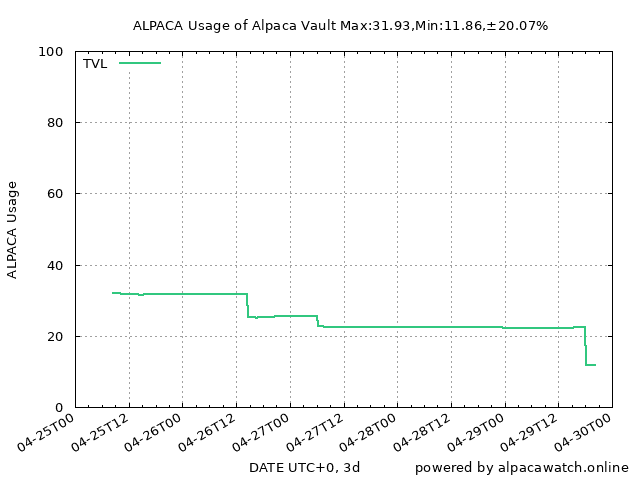 ALPACA Usage of Alpaca Vault Max:31.93,Min:11.86,±20.07%
100
TVL
80
60
ALPACA Usage
40
20
0
04-25T00
04-25T12
04-26T00
04-26T12
04-27T00
04-27T12
04-28T00
04-28T12
04-29T00
04-29T12
04-30T00
DATE UTC+0, 3d
powered by alpacawatch.online